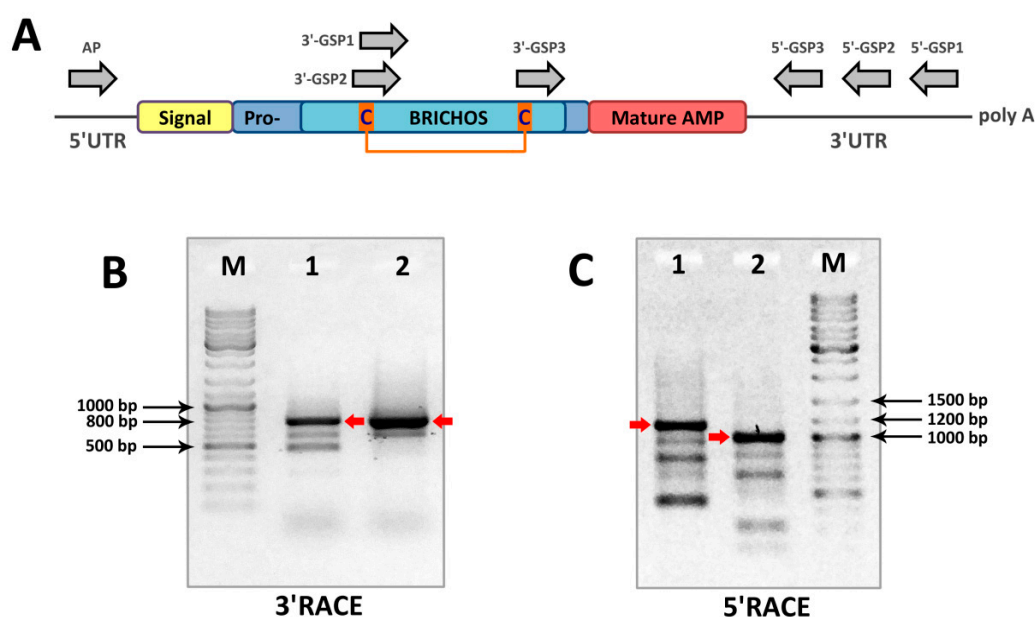 A
AP
3'-GSP1
3'-GSP2
3'-GSP3
5'-GSP3 5'-GSP2 5'-GSP1
Signal Pro- C BRICHOS C Mature AMP
poly A
5'UTR
3'UTR
B
M 1 2
1000 bp
800 bp
500 bp
3'RACE
C
1 2 M
1500 bp
1200 bp
1000 bp
5'RACE